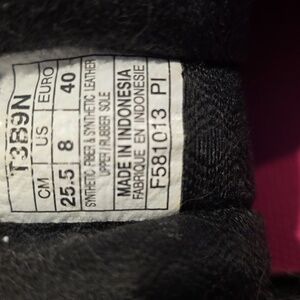 T3B9N
CM US EURO
25.5 8 40
SYNTHETIC FIBER & SYNTHETIC LEATHER
UPPER / RUBBER SOLE
MADE IN INDONESIA
FABRIQUE EN INDONESIE
F581013 PI